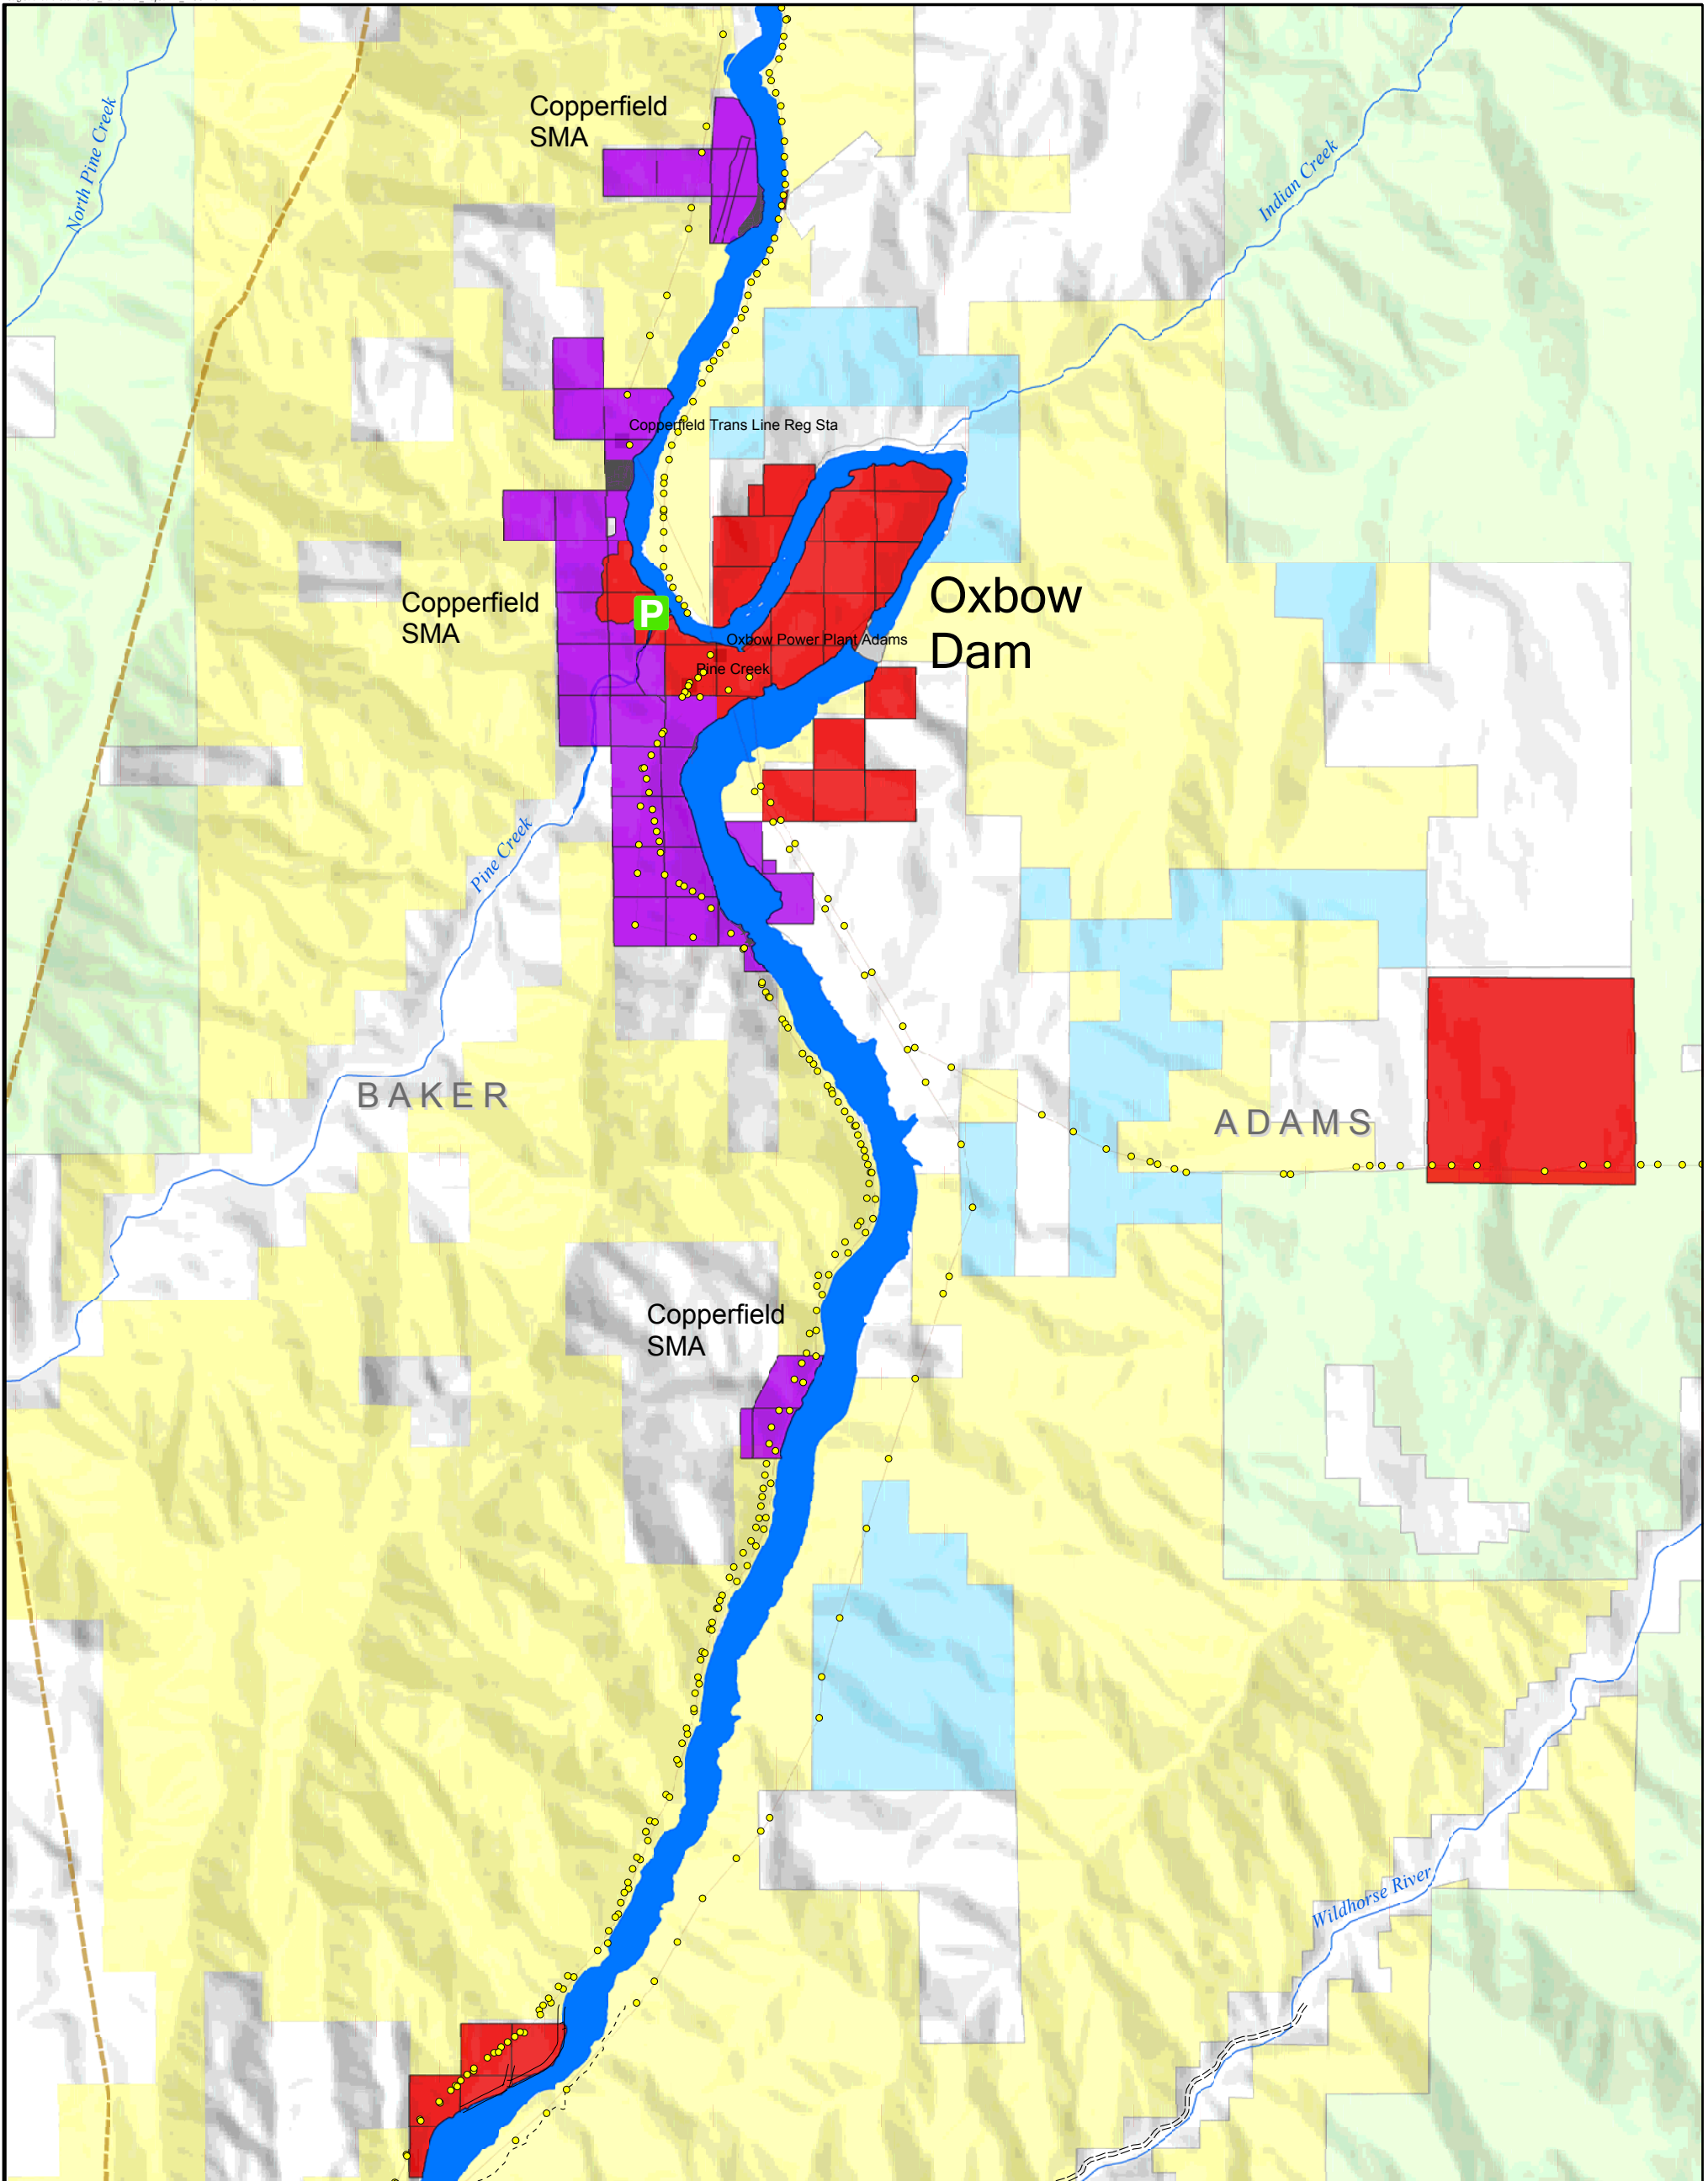 North Pine Creek
Copperfield
SMA
Indian Creek
Copperfield Trans Line Reg Sta
Copperfield
SMA
P
Oxbow
Dam
Oxbow Power Plant Adams
Pine Creek
Pine Creek
BAKER
ADAMS
Copperfield
SMA
Wildhorse River